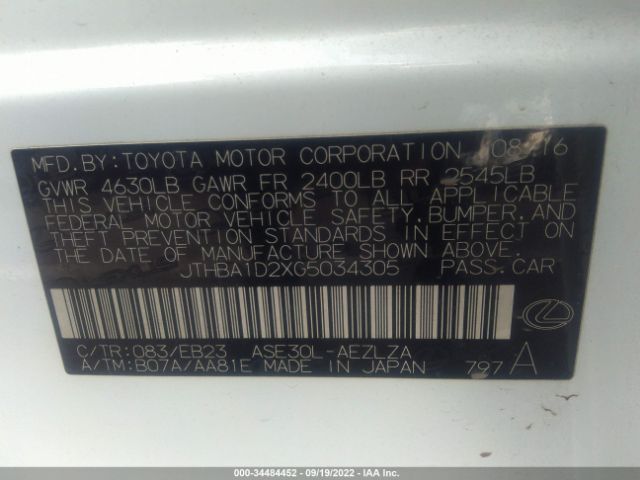 MFD.BY:TOYOTA MOTOR CORPORATION 08/16
GVWR 4630LB GAWR FR 2400LB RR 2545LB
THIS VEHICLE CONFORMS TO ALL APPLICABLE
FEDERAL MOTOR VEHICLE SAFETY,BUMPER,AND
THEFT PREVENTION STANDARDS IN EFFECT ON
THE DATE OF MANUFACTURE SHOWN ABOVE.
JTHBA1D2XG5034305 PASS.CAR
C/TR:083/EB23 ASE30L-AEZLZA
A/TM:B07A/AA81E MADE IN JAPAN 797 A
000-34484452 - 09/19/2022 - IAA Inc.